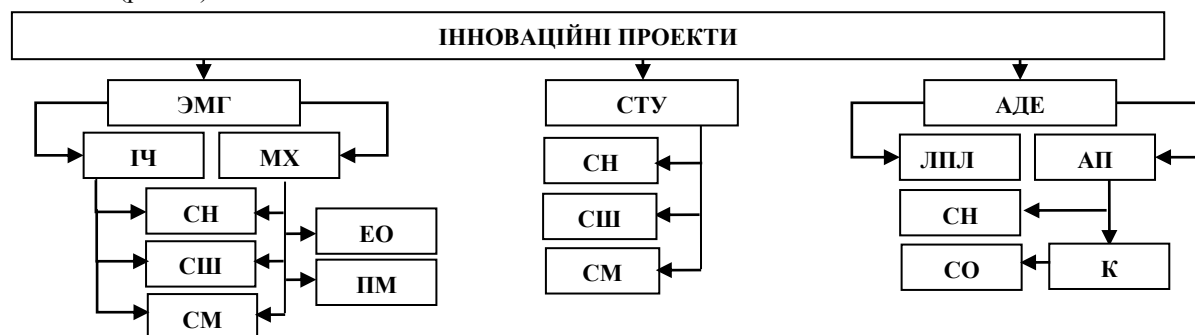 ІННОВАЦІЙНІ ПРОЕКТИ
ЭМГ СТУ АДЕ
ІЧ МХ СН ЛПЛ АП
СН ЕО СШ СН
СШ ПМ СМ СО К
СМ